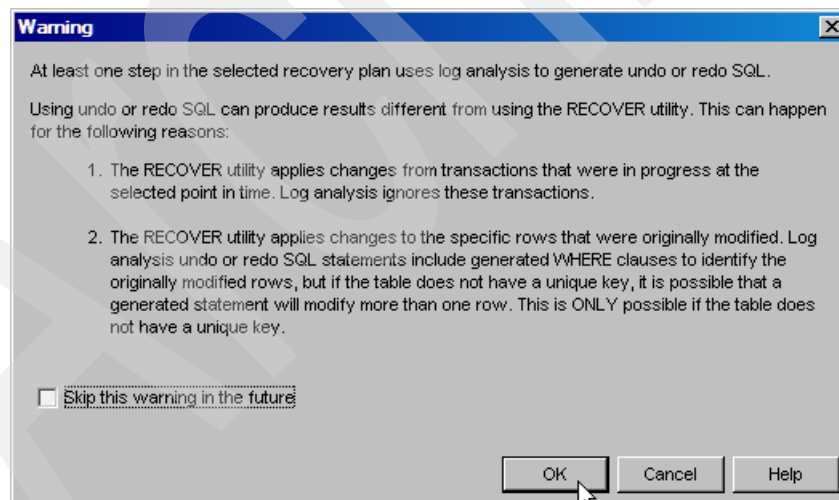 Warning
At least one step in the selected recovery plan uses log analysis to generate undo or redo SQL.
Using undo or redo SQL can produce results different from using the RECOVER utility. This can happen
for the following reasons:
1. The RECOVER utility applies changes from transactions that were in progress at the
selected point in time. Log analysis ignores these transactions.
2. The RECOVER utility applies changes to the specific rows that were originally modified. Log
analysis undo or redo SQL statements include generated WHERE clauses to identify the
originally modified rows, but if the table does not have a unique key, it is possible that a
generated statement will modify more than one row. This is ONLY possible if the table does
not have a unique key.
Skip this warning in the future
OK Cancel Help